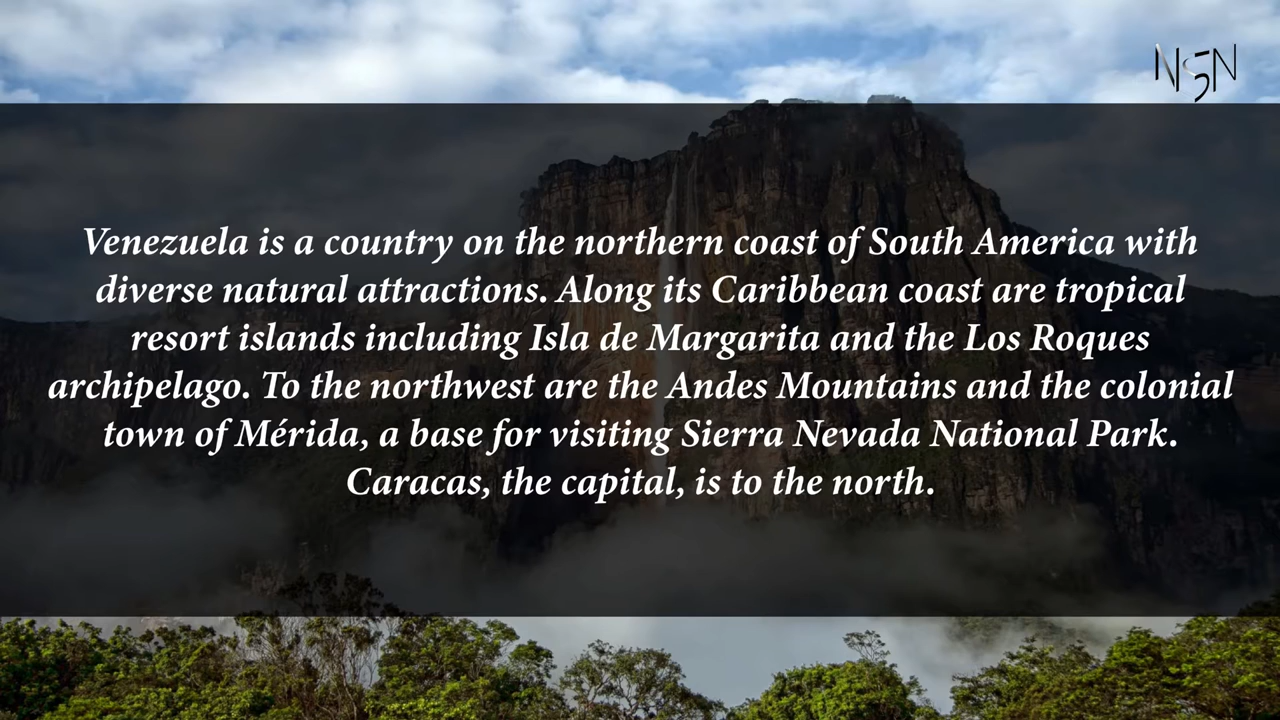 NSN
Venezuela is a country on the northern coast of South America with
diverse natural attractions. Along its Caribbean coast are tropical
resort islands including Isla de Margarita and the Los Roques
archipelago. To the northwest are the Andes Mountains and the colonial
town of Mérida, a base for visiting Sierra Nevada National Park.
Caracas, the capital, is to the north.